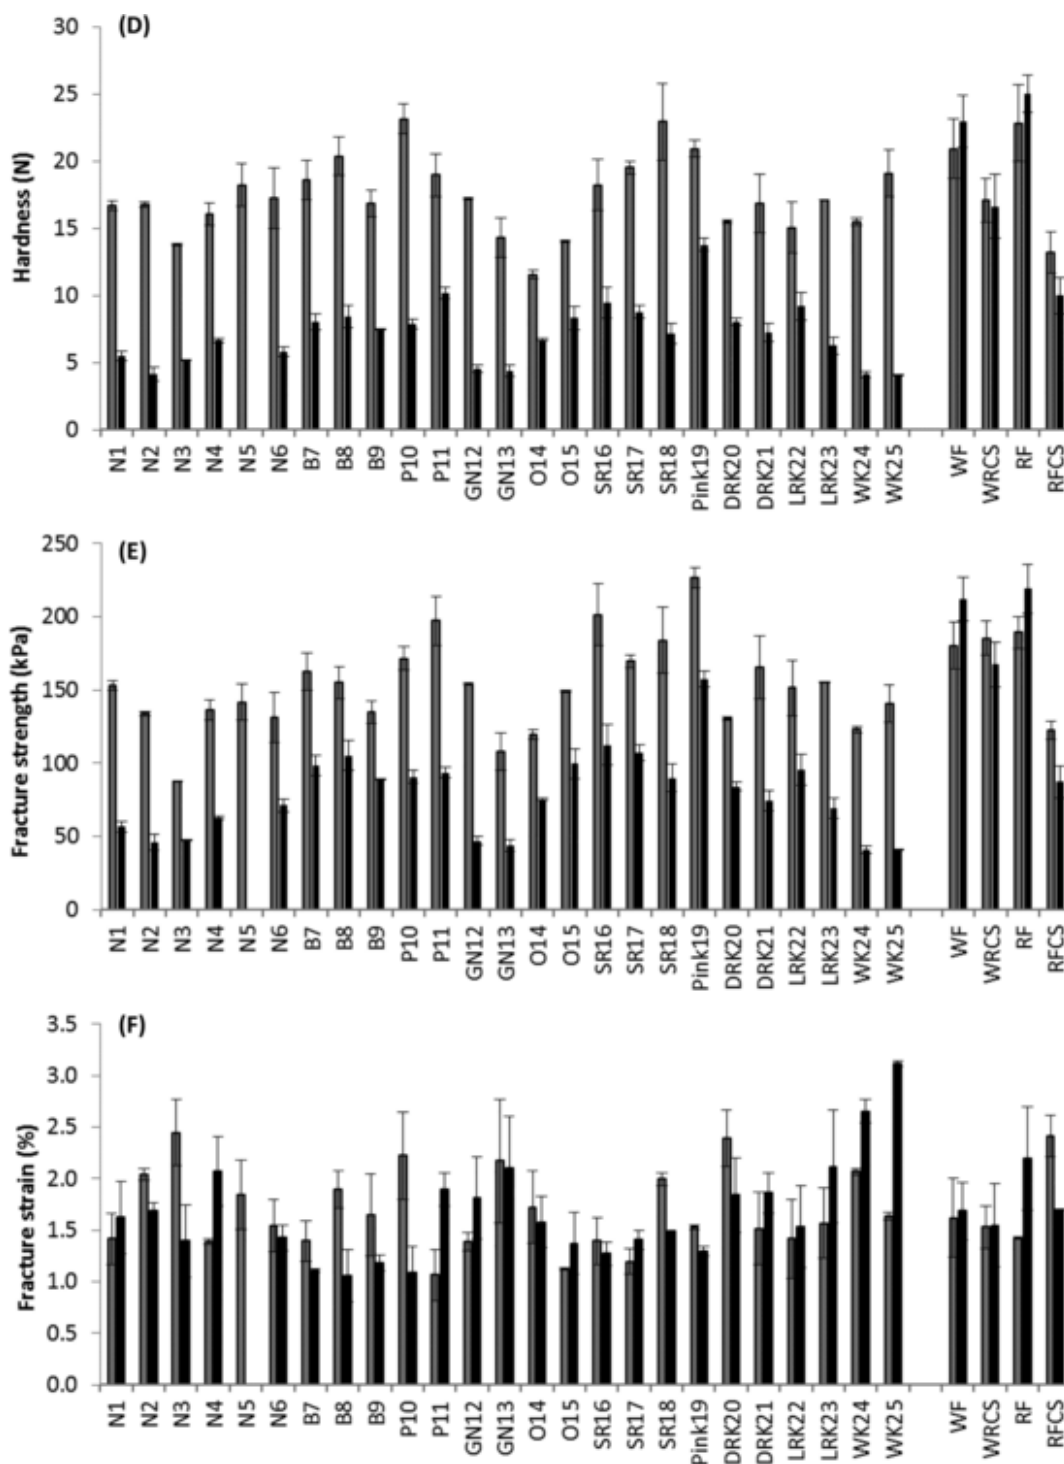 (D)
Hardness (N)
30
25
20
15
10
5
0
N1 N2 N3 N4 N5 N6 B7 B8 B9 P10 P11 GN12 GN13 O14 O15 SR16 SR17 SR18 Pink19 DRK20 DRK21 LRK22 LRK23 WK24 WK25 WF WRCS RF RFCS
(E)
Fracture strength (kPa)
250
200
150
100
50
0
N1 N2 N3 N4 N5 N6 B7 B8 B9 P10 P11 GN12 GN13 O14 O15 SR16 SR17 SR18 Pink19 DRK20 DRK21 LRK22 LRK23 WK24 WK25 WF WRCS RF RFCS
(F)
Fracture strain (%)
3.5
3.0
2.5
2.0
1.5
1.0
0.5
0.0
N1 N2 N3 N4 N5 N6 B7 B8 B9 P10 P11 GN12 GN13 O14 O15 SR16 SR17 SR18 Pink19 DRK20 DRK21 LRK22 LRK23 WK24 WK25 WF WRCS RF RFCS